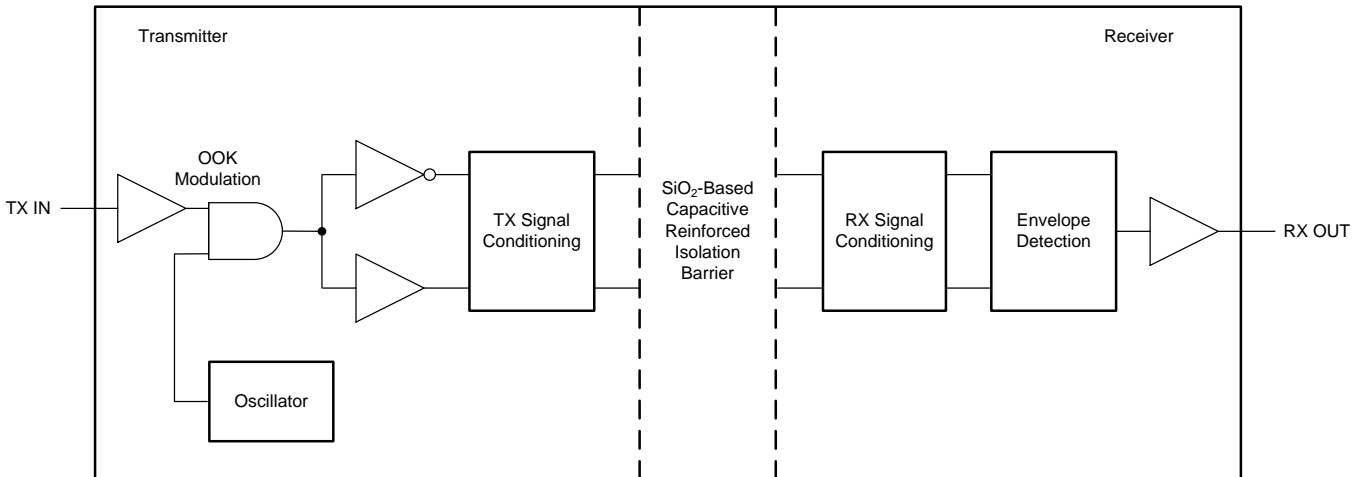 Transmitter
Receiver
OOK
Modulation
TX IN
TX Signal
Conditioning
SiO₂-Based
Capacitive
Reinforced
Isolation
Barrier
RX Signal
Conditioning
Envelope
Detection
RX OUT
Oscillator